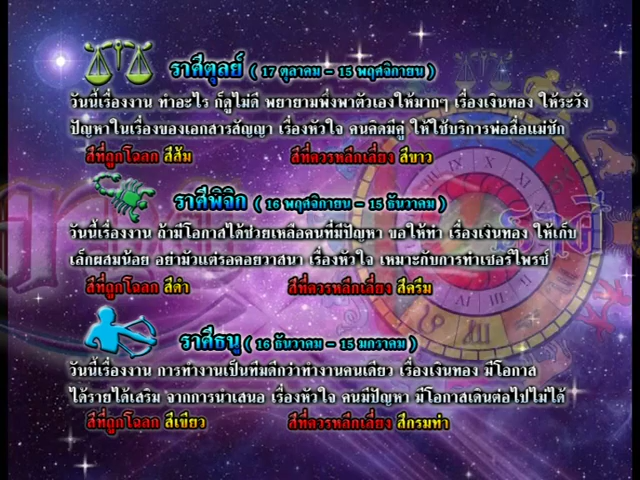 ราศีตุลย์ ( 17 ตุลาคม - 15 พฤศจิกายน )
วันนี้เรื่องงาน ทำอะไร ก็ดูไม่ดี พยายามพึ่งพาตัวเองให้มากๆ เรื่องเงินทอง ให้ระวัง
ปัญหาในเรื่องของเอกสารสัญญา เรื่องหัวใจ คนคิดมีคู่ ให้ใช้บริการพ่อสื่อแม่ชัก
สีที่ถูกโฉลก สีส้ม สีที่ควรหลีกเลี่ยง สีขาว
ราศีพิจิก ( 16 พฤศจิกายน - 15 ธันวาคม )
วันนี้เรื่องงาน ถ้ามีโอกาสได้ช่วยเหลือคนที่มีปัญหา ขอให้ทำ เรื่องเงินทอง ให้เก็บ
เล็กผสมน้อย อย่ามัวแต่รอคอยวาสนา เรื่องหัวใจ เหมาะกับการทำเซอร์ไพรซ์
สีที่ถูกโฉลก สีดำ สีที่ควรหลีกเลี่ยง สีครีม
ราศีธนู ( 16 ธันวาคม - 15 มกราคม )
วันนี้เรื่องงาน การทำงานเป็นทีมดีกว่าทำงานคนเดียว เรื่องเงินทอง มีโอกาส
ได้รายได้เสริม จากการนำเสนอ เรื่องหัวใจ คนมีปัญหา มีโอกาสเดินต่อไปไม่ได้
สีที่ถูกโฉลก สีเขียว สีที่ควรหลีกเลี่ยง สีกรมท่า